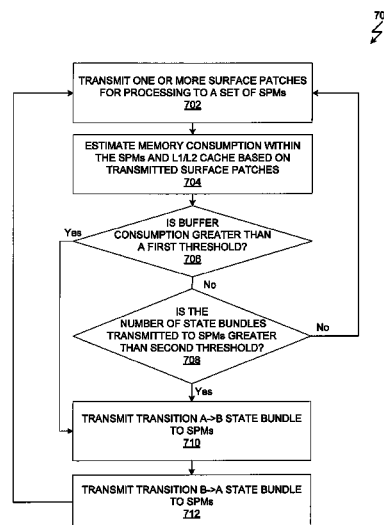 70
TRANSMIT ONE OR MORE SURFACE PATCHES
FOR PROCESSING TO A SET OF SPMs
702
ESTIMATE MEMORY CONSUMPTION WITHIN
THE SPMs AND L1/L2 CACHE BASED ON
TRANSMITTED SURFACE PATCHES
704
IS BUFFER
CONSUMPTION GREATER THAN
A FIRST THRESHOLD?
706
Yes
No
IS THE
NUMBER OF STATE BUNDLES
TRANSMITTED TO SPMs GREATER
THAN SECOND THRESHOLD?
708
No
Yes
TRANSMIT TRANSITION A->B STATE BUNDLE
TO SPMs
710
TRANSMIT TRANSITION B->A STATE BUNDLE
TO SPMs
712